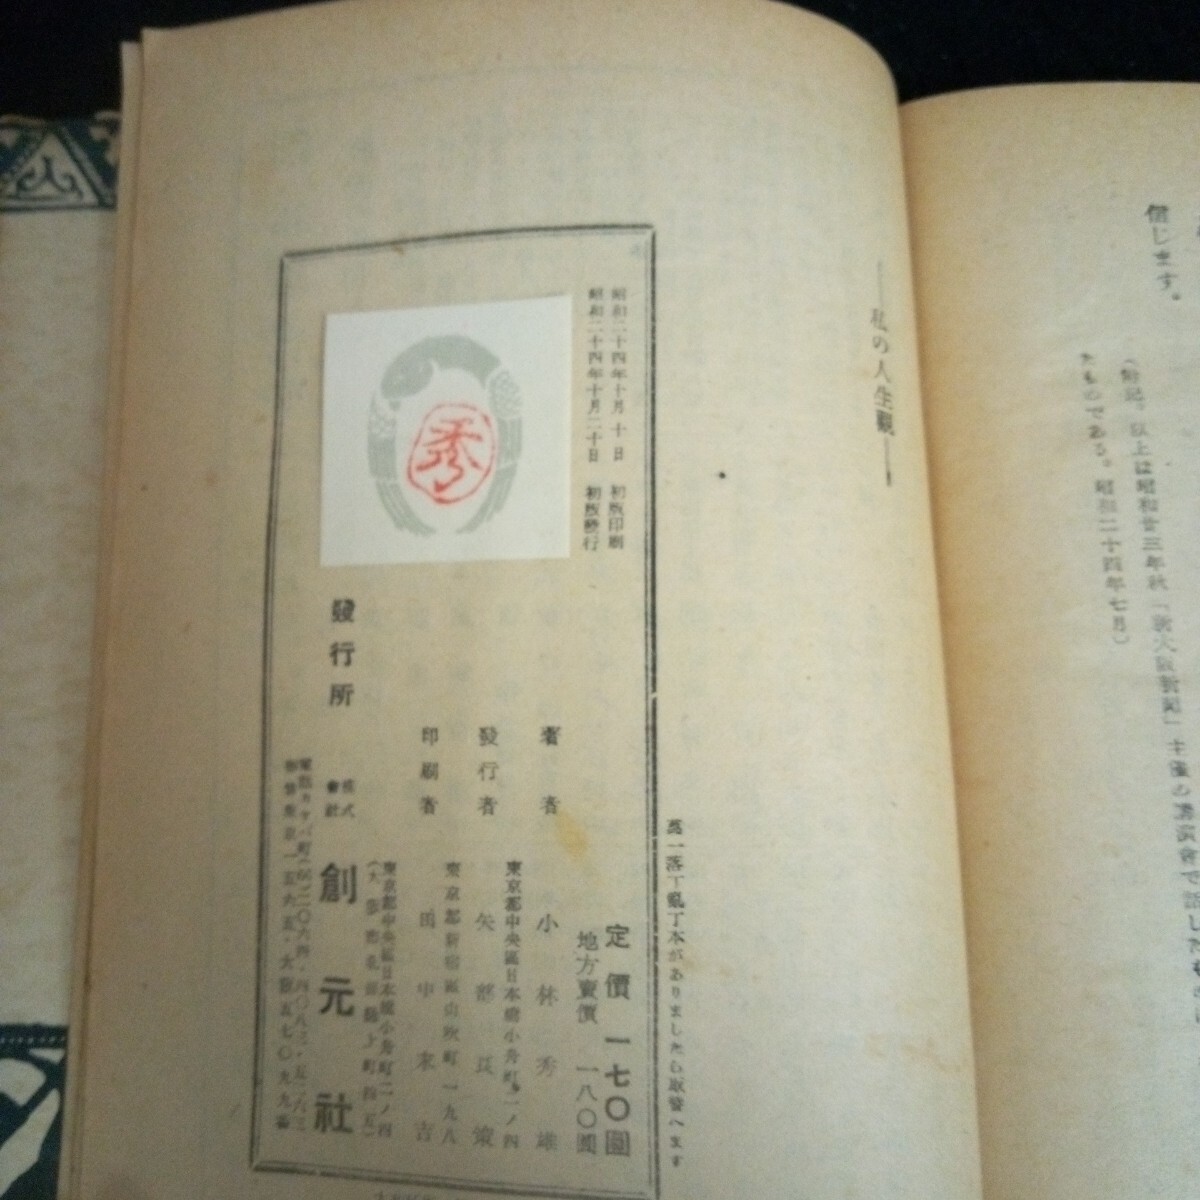 信じます。
（附記。以上は昭和廿三年秋「新大阪新聞」主催の講演會で話した
たものである。昭和二十四年七月）
―私の人生觀―
萬一落丁亂丁本がありましたら取替へます
昭和二十四年十月十日 初版印刷
昭和二十四年十月二十日 初版發行
秀
定價 一七〇圓
地方賣價 一八〇圓
著者 小林秀雄
東京都中央區日本橋小舟町二ノ四
發行者 矢部良策
東京都新宿區山吹町一九八
印刷者 田中末吉
東京都中央區日本橋小舟町二ノ四
發行所 株式會社 創元社